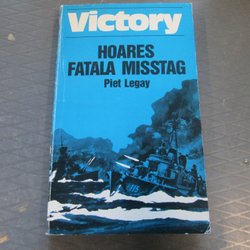 Victory
HOARES
FATALA MISSTAG
Piet Legay